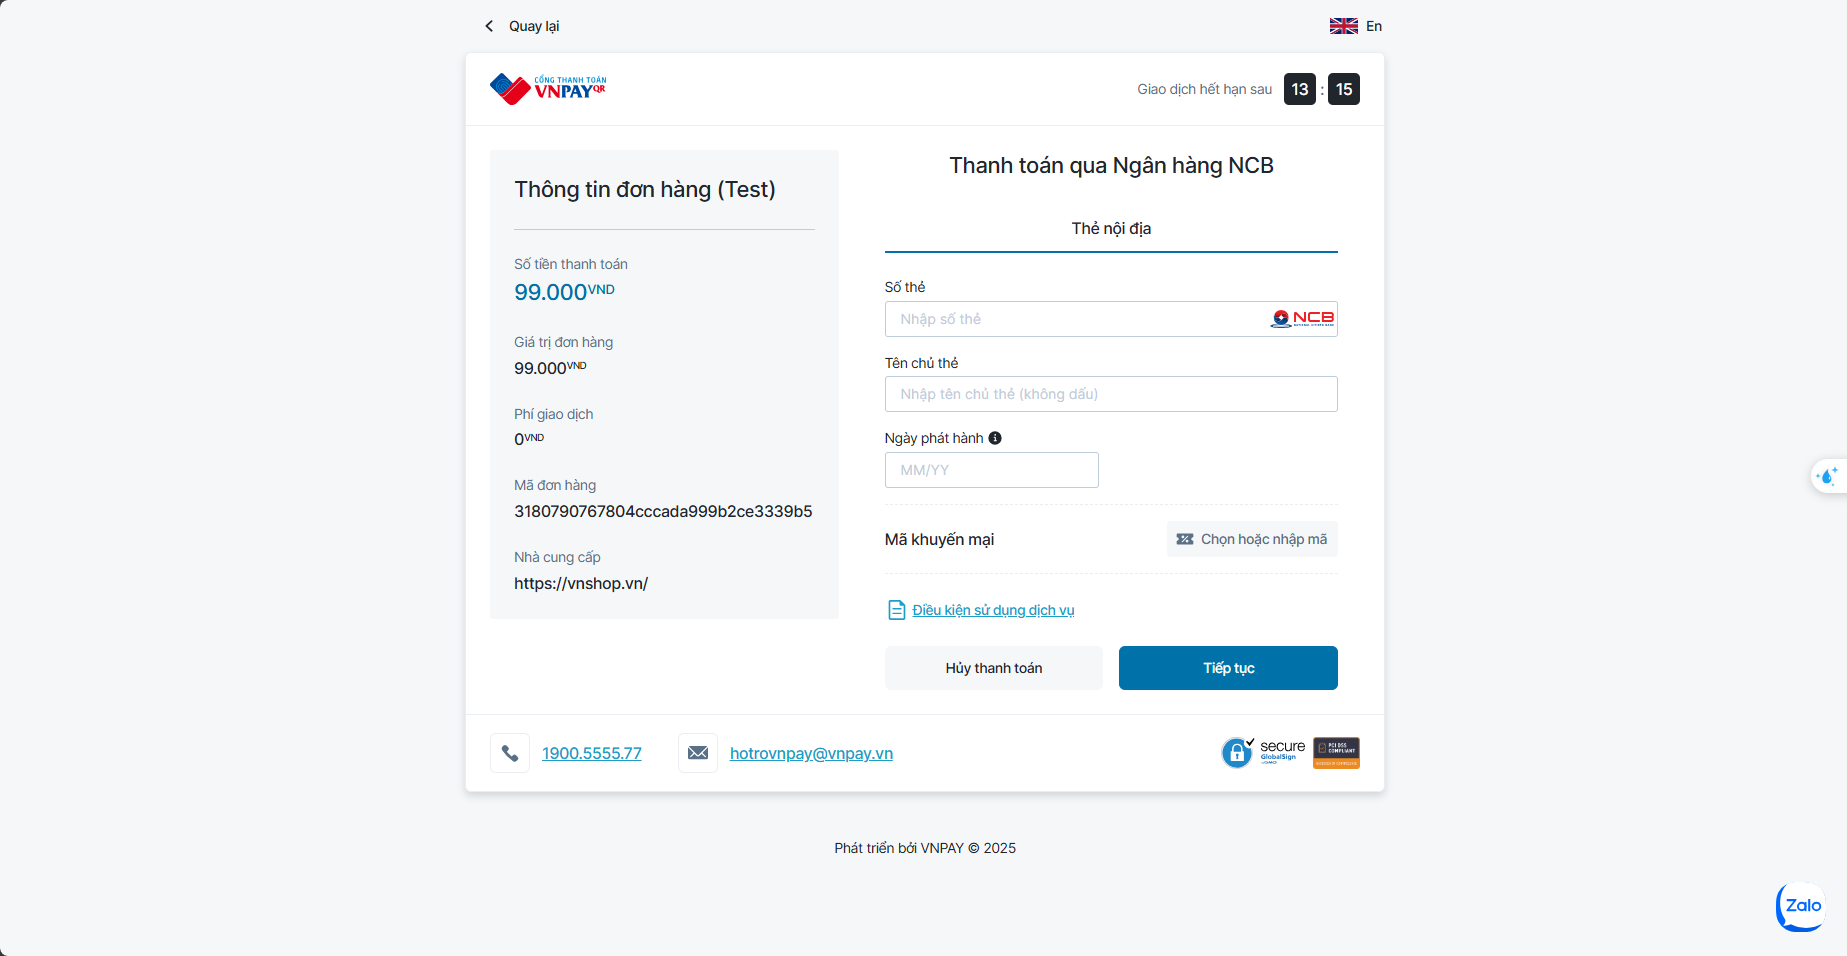 Quay lại
En
CỔNG THANH TOÁN
VNPAYQR
Giao dịch hết hạn sau 13 : 15
Thông tin đơn hàng (Test)
Số tiền thanh toán
99.000VND
Giá trị đơn hàng
99.000VND
Phí giao dịch
0VND
Mã đơn hàng
3180790767804cccada999b2ce3339b5
Nhà cung cấp
https://vnshop.vn/
Thanh toán qua Ngân hàng NCB
Thẻ nội địa
Số thẻ
Nhập số thẻ
NCB
Tên chủ thẻ
Nhập tên chủ thẻ (không dấu)
Ngày phát hành
MM/YY
Mã khuyến mại
Chọn hoặc nhập mã
Điều kiện sử dụng dịch vụ
Hủy thanh toán
Tiếp tục
1900.5555.77
hotrovnpay@vnpay.vn
secure
GlobalSign
PCI DSS
COMPLIANT
Phát triển bởi VNPAY © 2025
Zalo